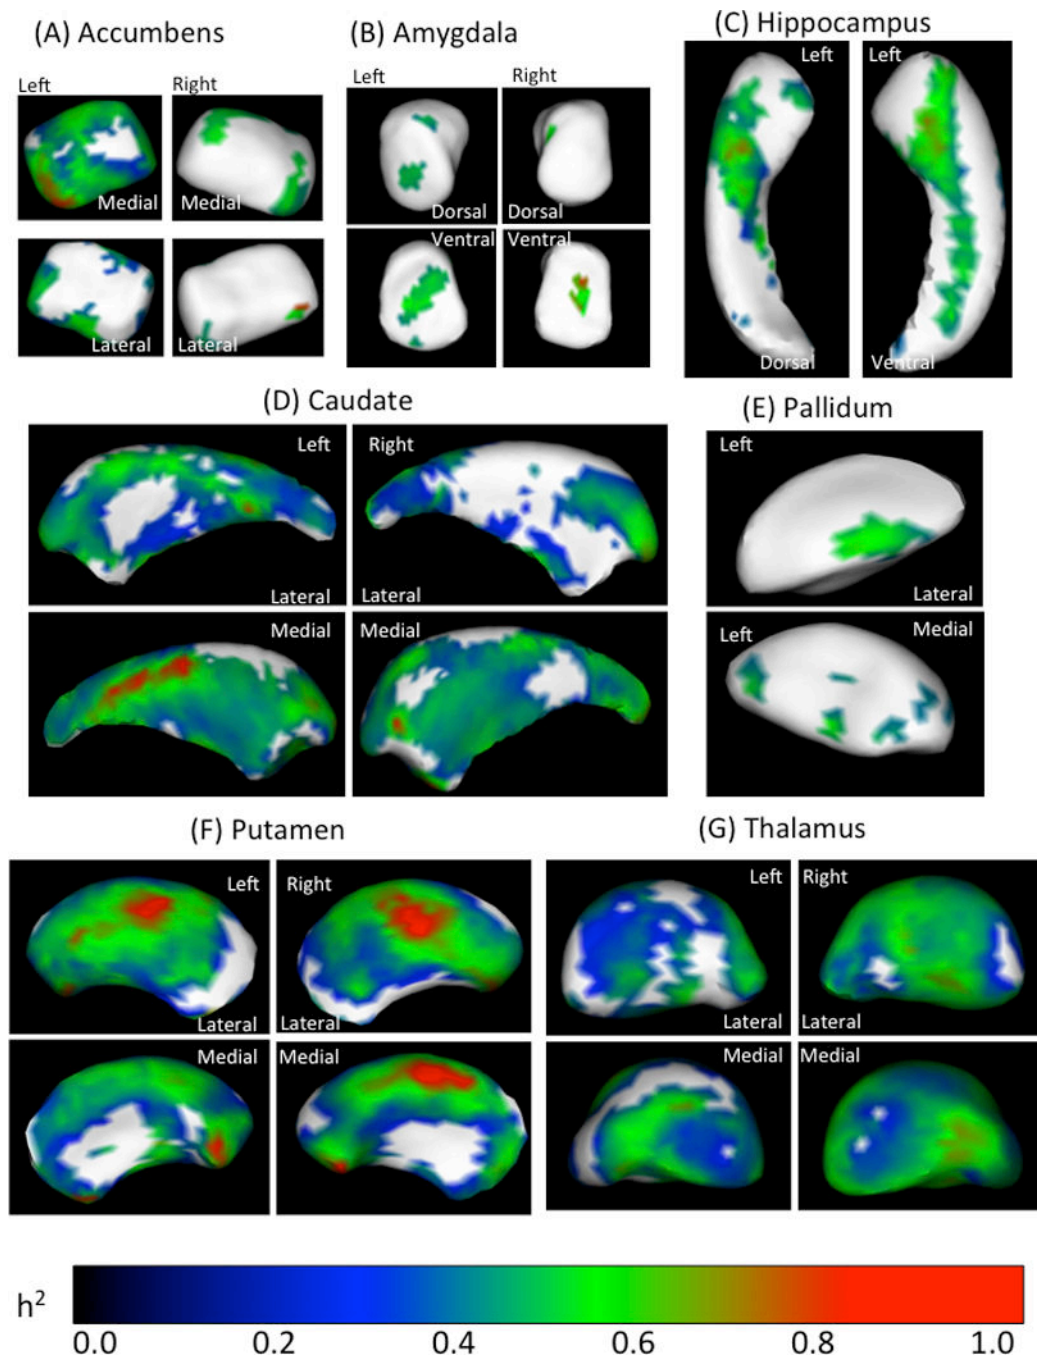 (A) Accumbens
Left
Right
Medial
Medial
Lateral
Lateral
(B) Amygdala
Left
Right
Dorsal
Dorsal
Ventral
Ventral
(C) Hippocampus
Left
Left
Dorsal
Ventral
(D) Caudate
Left
Right
Lateral
Lateral
Medial
Medial
(E) Pallidum
Left
Lateral
Left
Medial
(F) Putamen
Left
Right
Lateral
Lateral
Medial
Medial
(G) Thalamus
Left
Right
Lateral
Lateral
Medial
Medial
h²
0.0 0.2 0.4 0.6 0.8 1.0